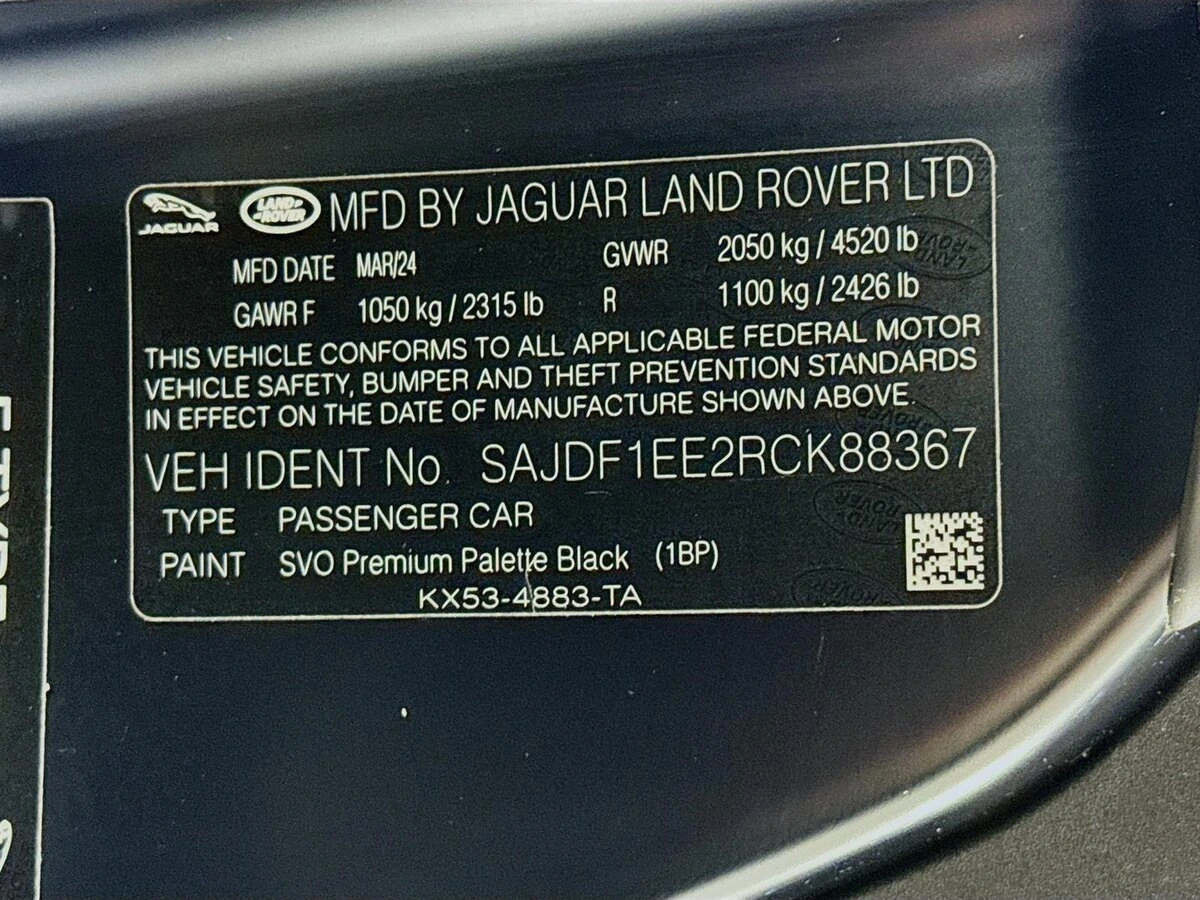 JAGUAR LAND ROVER MFD BY JAGUAR LAND ROVER LTD
MFD DATE MAR/24 GVWR 2050 kg / 4520 lb
GAWR F 1050 kg / 2315 lb R 1100 kg / 2426 lb
THIS VEHICLE CONFORMS TO ALL APPLICABLE FEDERAL MOTOR
VEHICLE SAFETY, BUMPER AND THEFT PREVENTION STANDARDS
IN EFFECT ON THE DATE OF MANUFACTURE SHOWN ABOVE.
VEH IDENT No. SAJDF1EE2RCK88367
TYPE PASSENGER CAR
PAINT SVO Premium Palette Black (1BP)
KX53-4883-TA